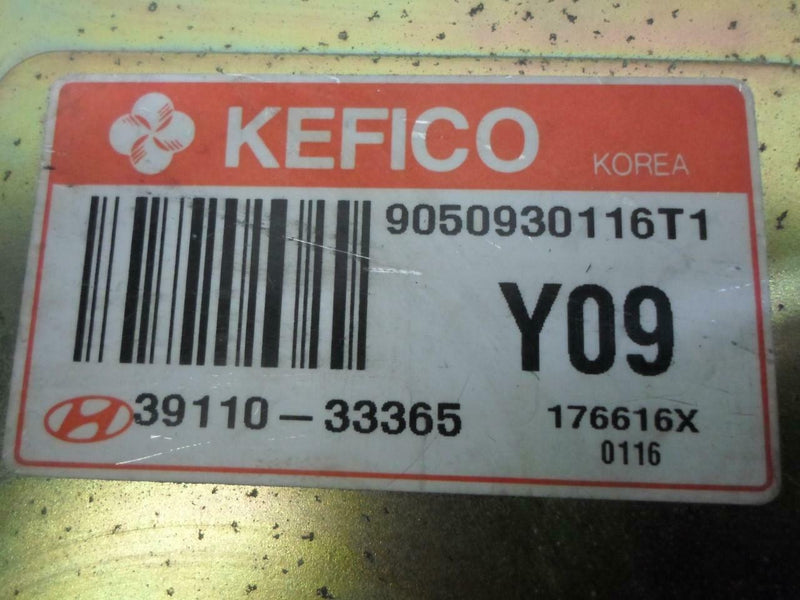 KEFICO KOREA
9050930116T1
Y09
39110-33365 176616X
0116